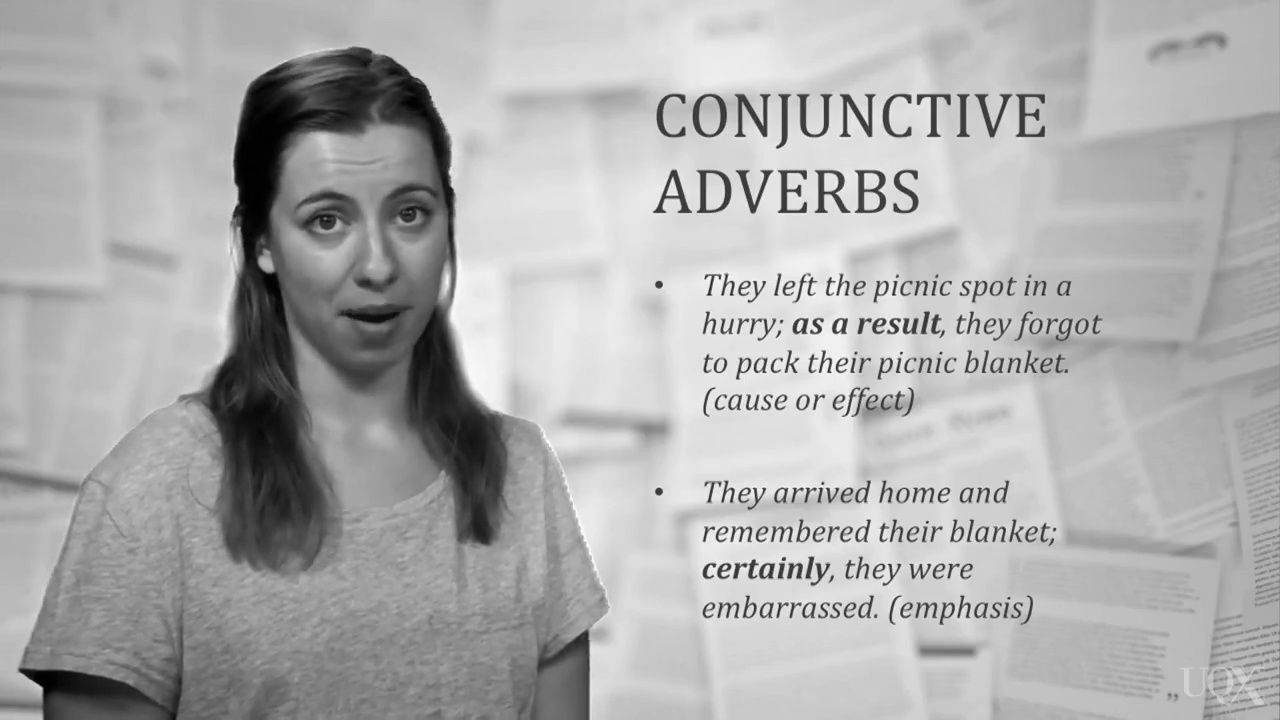 CONJUNCTIVE
ADVERBS
• They left the picnic spot in a
hurry; as a result, they forgot
to pack their picnic blanket.
(cause or effect)
• They arrived home and
remembered their blanket;
certainly, they were
embarrassed. (emphasis)
UQX